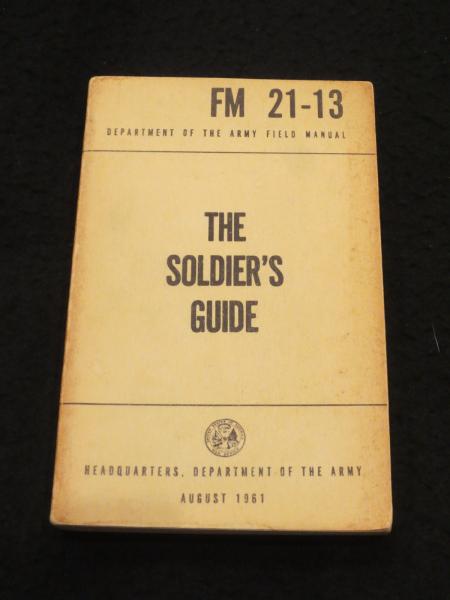 FM 21-13
DEPARTMENT OF THE ARMY FIELD MANUAL
THE
SOLDIER'S
GUIDE
HEADQUARTERS, DEPARTMENT OF THE ARMY
AUGUST 1961